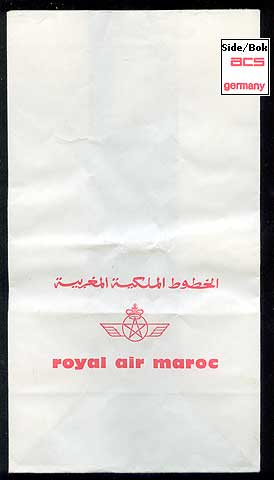 Side/Bok
acs
germany
الخطوط الملكية المغربية
royal air maroc